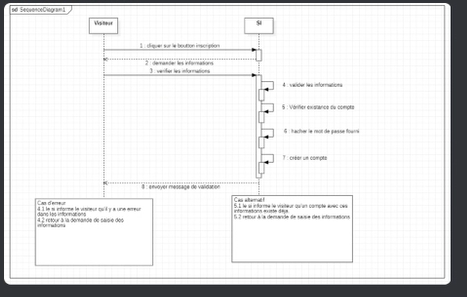 sd SequenceDiagram1
Visiteur
SI
1 : cliquer sur le boutton inscription
2 : demander les informations
3 : verifier les informations
4 : valider les informations
5 : Vérifier existance du compte
6 : hacher le mot de passe fourni
7 : créer un compte
8 : envoyer message de validation
Cas d'erreur
4.1 le si informe le visiteur qu'il y a une erreur
dans les informations
4.2 retour à la demande de saisie des
informations
Cas alternatif
5.1 le si informe le visiteur qu'un compte avec ces
informations existe déjà.
5.2 retour à la demande de saisie des informations